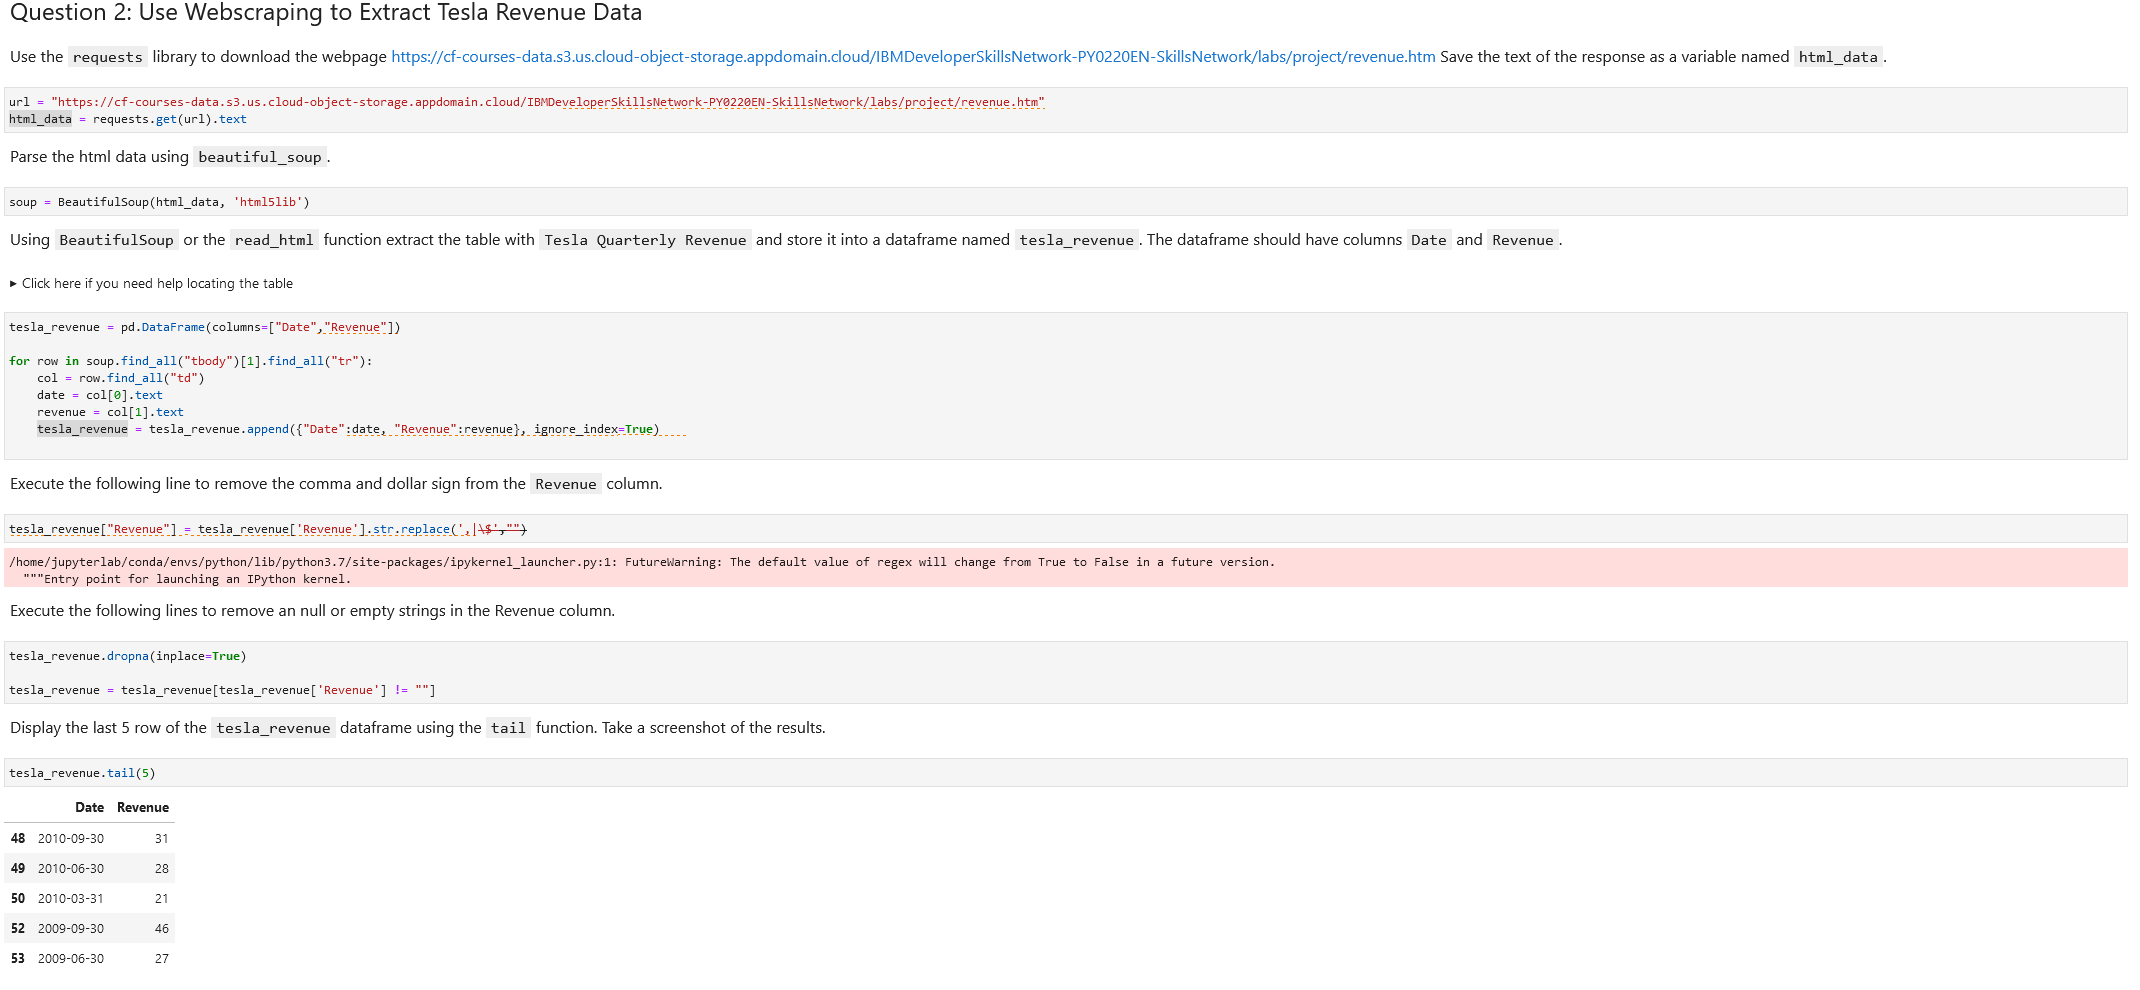 Question 2: Use Webscraping to Extract Tesla Revenue Data
Use the requests library to download the webpage https://cf-courses-data.s3.us.cloud-object-storage.appdomain.cloud/IBMDeveloperSkillsNetwork-PY0220EN-SkillsNetwork/labs/project/revenue.htm Save the text of the response as a variable named html_data.
url = "https://cf-courses-data.s3.us.cloud-object-storage.appdomain.cloud/IBMDeveloperSkillsNetwork-PY0220EN-SkillsNetwork/labs/project/revenue.htm"
html_data = requests.get(url).text
Parse the html data using beautiful_soup.
soup = BeautifulSoup(html_data, 'html5lib')
Using BeautifulSoup or the read_html function extract the table with Tesla Quarterly Revenue and store it into a dataframe named tesla_revenue. The dataframe should have columns Date and Revenue.
▸ Click here if you need help locating the table
tesla_revenue = pd.DataFrame(columns=["Date","Revenue"])
for row in soup.find_all("tbody")[1].find_all("tr"):
    col = row.find_all("td")
    date = col[0].text
    revenue = col[1].text
    tesla_revenue = tesla_revenue.append({"Date":date, "Revenue":revenue}, ignore_index=True)
Execute the following line to remove the comma and dollar sign from the Revenue column.
tesla_revenue["Revenue"] = tesla_revenue['Revenue'].str.replace(',|\$',"")
/home/jupyterlab/conda/envs/python/lib/python3.7/site-packages/ipykernel_launcher.py:1: FutureWarning: The default value of regex will change from True to False in a future version.
  """Entry point for launching an IPython kernel.
Execute the following lines to remove an null or empty strings in the Revenue column.
tesla_revenue.dropna(inplace=True)
tesla_revenue = tesla_revenue[tesla_revenue['Revenue'] != ""]
Display the last 5 row of the tesla_revenue dataframe using the tail function. Take a screenshot of the results.
tesla_revenue.tail(5)
Date Revenue
48 2010-09-30 31
49 2010-06-30 28
50 2010-03-31 21
52 2009-09-30 46
53 2009-06-30 27